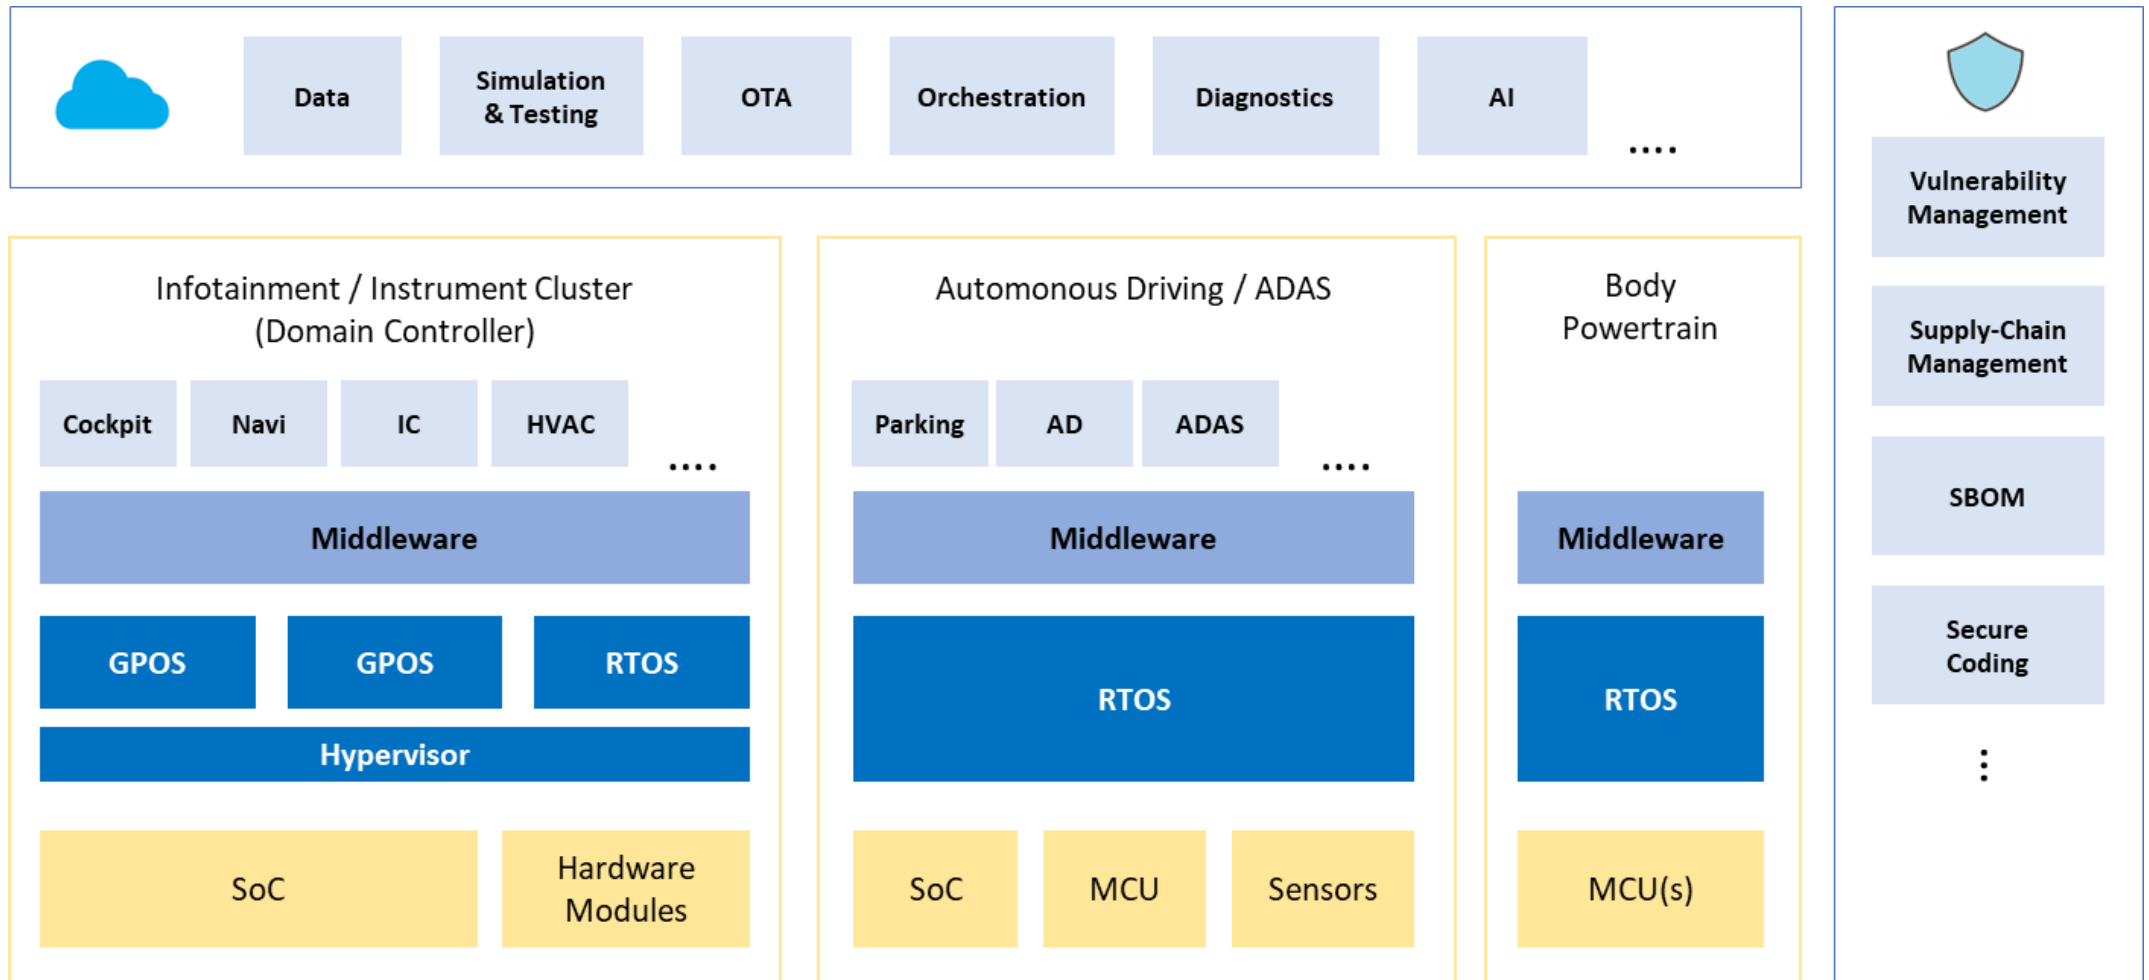 Data
Simulation
& Testing
OTA
Orchestration
Diagnostics
AI
....
Infotainment / Instrument Cluster
(Domain Controller)
Cockpit
Navi
IC
HVAC
....
Middleware
GPOS
GPOS
RTOS
Hypervisor
SoC
Hardware
Modules
Automonous Driving / ADAS
Parking
AD
ADAS
....
Middleware
RTOS
SoC
MCU
Sensors
Body
Powertrain
Middleware
RTOS
MCU(s)
Vulnerability
Management
Supply-Chain
Management
SBOM
Secure
Coding
...